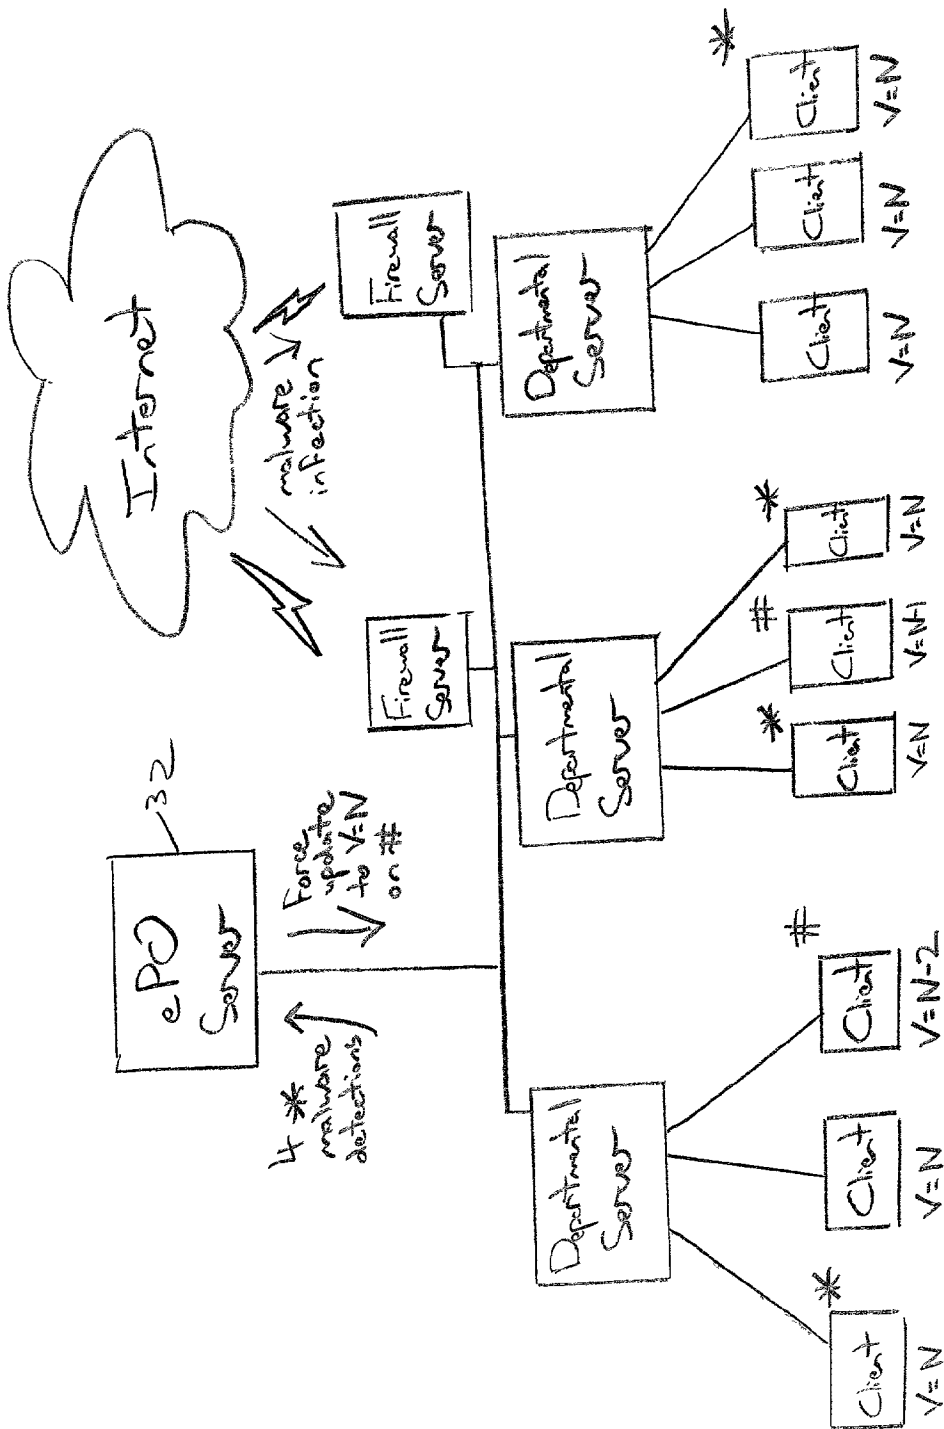 Internet
ePO
Server
32
4 *
malware
detections
Force
update
to V=N
on #
malware
infection
Firewall
Server
Firewall
Server
Departmental
Server
Departmental
Server
Departmental
Server
*
Client
V=N
Client
V=N
#
Client
V=N-2
*
Client
V=N
#
Client
V=N-1
*
Client
V=N
Client
V=N
Client
V=N
*
Client
V=N